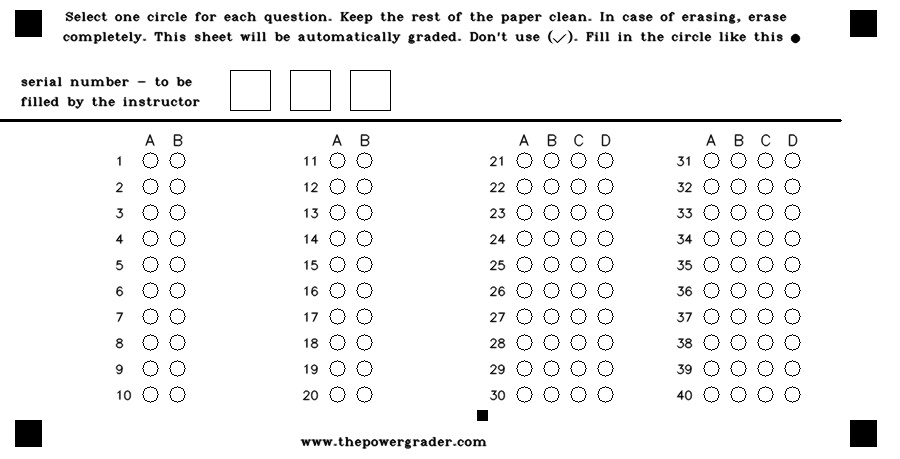 Select one circle for each question. Keep the rest of the paper clean. In case of erasing, erase
completely. This sheet will be automatically graded. Don't use (✓). Fill in the circle like this ●
serial number - to be
filled by the instructor
A B A B A B C D A B C D
1 11 21 31
2 12 22 32
3 13 23 33
4 14 24 34
5 15 25 35
6 16 26 36
7 17 27 37
8 18 28 38
9 19 29 39
10 20 30 40
www.thepowergrader.com